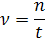 ν = n/t